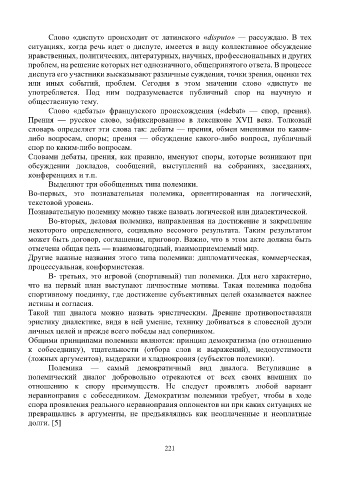 Слово «диспут» происходит от латинского «disputo» — рассуждаю. В тех
ситуациях, когда речь идет о диспуте, имеется в виду коллективное обсуждение
нравственных, политических, литературных, научных, профессиональных и других
проблем, на решение которых нет однозначного, общепринятого ответа. В процессе
диспута его участники высказывают различные суждения, точки зрения, оценки тех
или иных событий, проблем. Сегодня в этом значении слово «диспут» не
употребляется. Под ним подразумевается публичный спор на научную и
общественную тему.
Слово «дебаты» французского происхождения («debat» — спор, прения).
Прения — русское слово, зафиксированное в лексиконе XVII века. Толковый
словарь определяет эти слова так: дебаты — прения, обмен мнениями по каким-
либо вопросам, споры; прения — обсуждение какого-либо вопроса, публичный
спор по каким-либо вопросам.
Словами дебаты, прения, как правило, именуют споры, которые возникают при
обсуждении докладов, сообщений, выступлений на собраниях, заседаниях,
конференциях и т.п.
Выделяют три обобщенных типа полемики.
Во-первых, это познавательная полемика, ориентированная на логический,
текстовой уровень.
Познавательную полемику можно также назвать логической или диалектической.
Во-вторых, деловая полемика, направленная на достижение и закрепление
некоторого определенного, социально весомого результата. Таким результатом
может быть договор, соглашение, приговор. Важно, что в этом акте должна быть
отмечена общая цель — взаимовыгодный, взаимоприемлемый мир.
Другие важные названия этого типа полемики: дипломатическая, коммерческая,
процессуальная, конформистская.
В- третьих, это игровой (спортивный) тип полемики. Для него характерно,
что на первый план выступают личностные мотивы. Такая полемика подобна
спортивному поединку, где достижение субъективных целей оказывается важнее
истины и согласия.
Такой тип диалога можно назвать эристическим. Древние противопоставляли
эристику диалектике, видя в ней умение, технику добиваться в словесной дуэли
личных целей и прежде всего победы над соперником.
Общими принципами полемики являются: принцип демократизма (по отношению
к собеседнику), тщательности (отбора слов и выражений), недопустимости
(ложных аргументов), выдержки и хладнокровия (субъектов полемики).
Полемика — самый демократичный вид диалога. Вступившие в
полемический диалог добровольно отрекаются от всех своих внешних по
отношению к спору преимуществ. Не следует проявлять любой вариант
неравноправия с собеседником. Демократизм полемики требует, чтобы в ходе
спора проявления реального неравноправия оппонентов ни при каких ситуациях не
превращались в аргументы, не предъявлялись как неоплаченные и неоплатные
долги. [5]
221